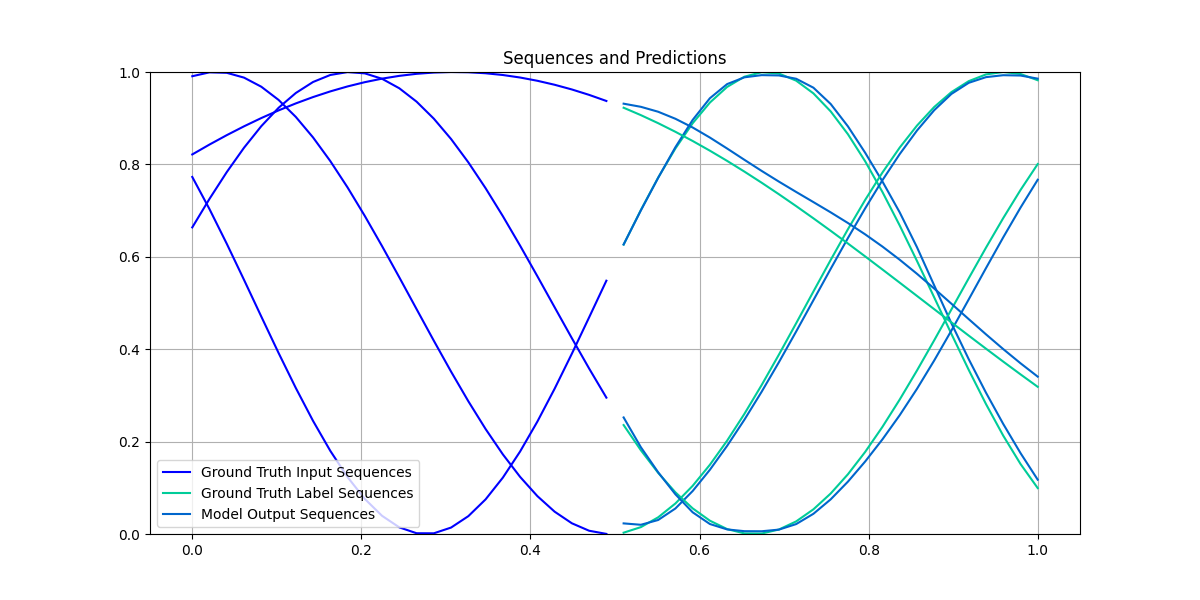 Sequences and Predictions
1.0
0.8
0.6
0.4
0.2
0.0
Ground Truth Input Sequences
Ground Truth Label Sequences
Model Output Sequences
0.0 0.2 0.4 0.6 0.8 1.0